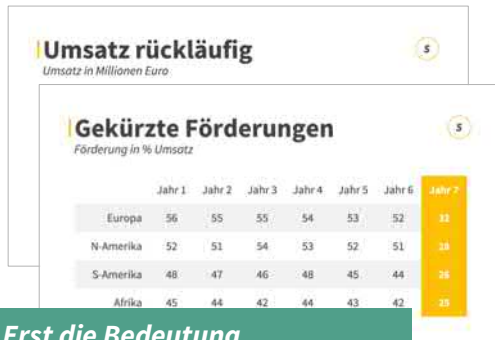 Umsatz rückläufig
S
Umsatz in Millionen Euro
Gekürzte Förderungen
S
Förderung in % Umsatz
Jahr 1 Jahr 2 Jahr 3 Jahr 4 Jahr 5 Jahr 6 Jahr 7
Europa 56 55 55 54 53 52
N-Amerika 52 51 54 53 52 51
S-Amerika 48 47 46 48 45 44 26
Afrika 45 44 42 44 43 42 25
Erst die Bedeutung